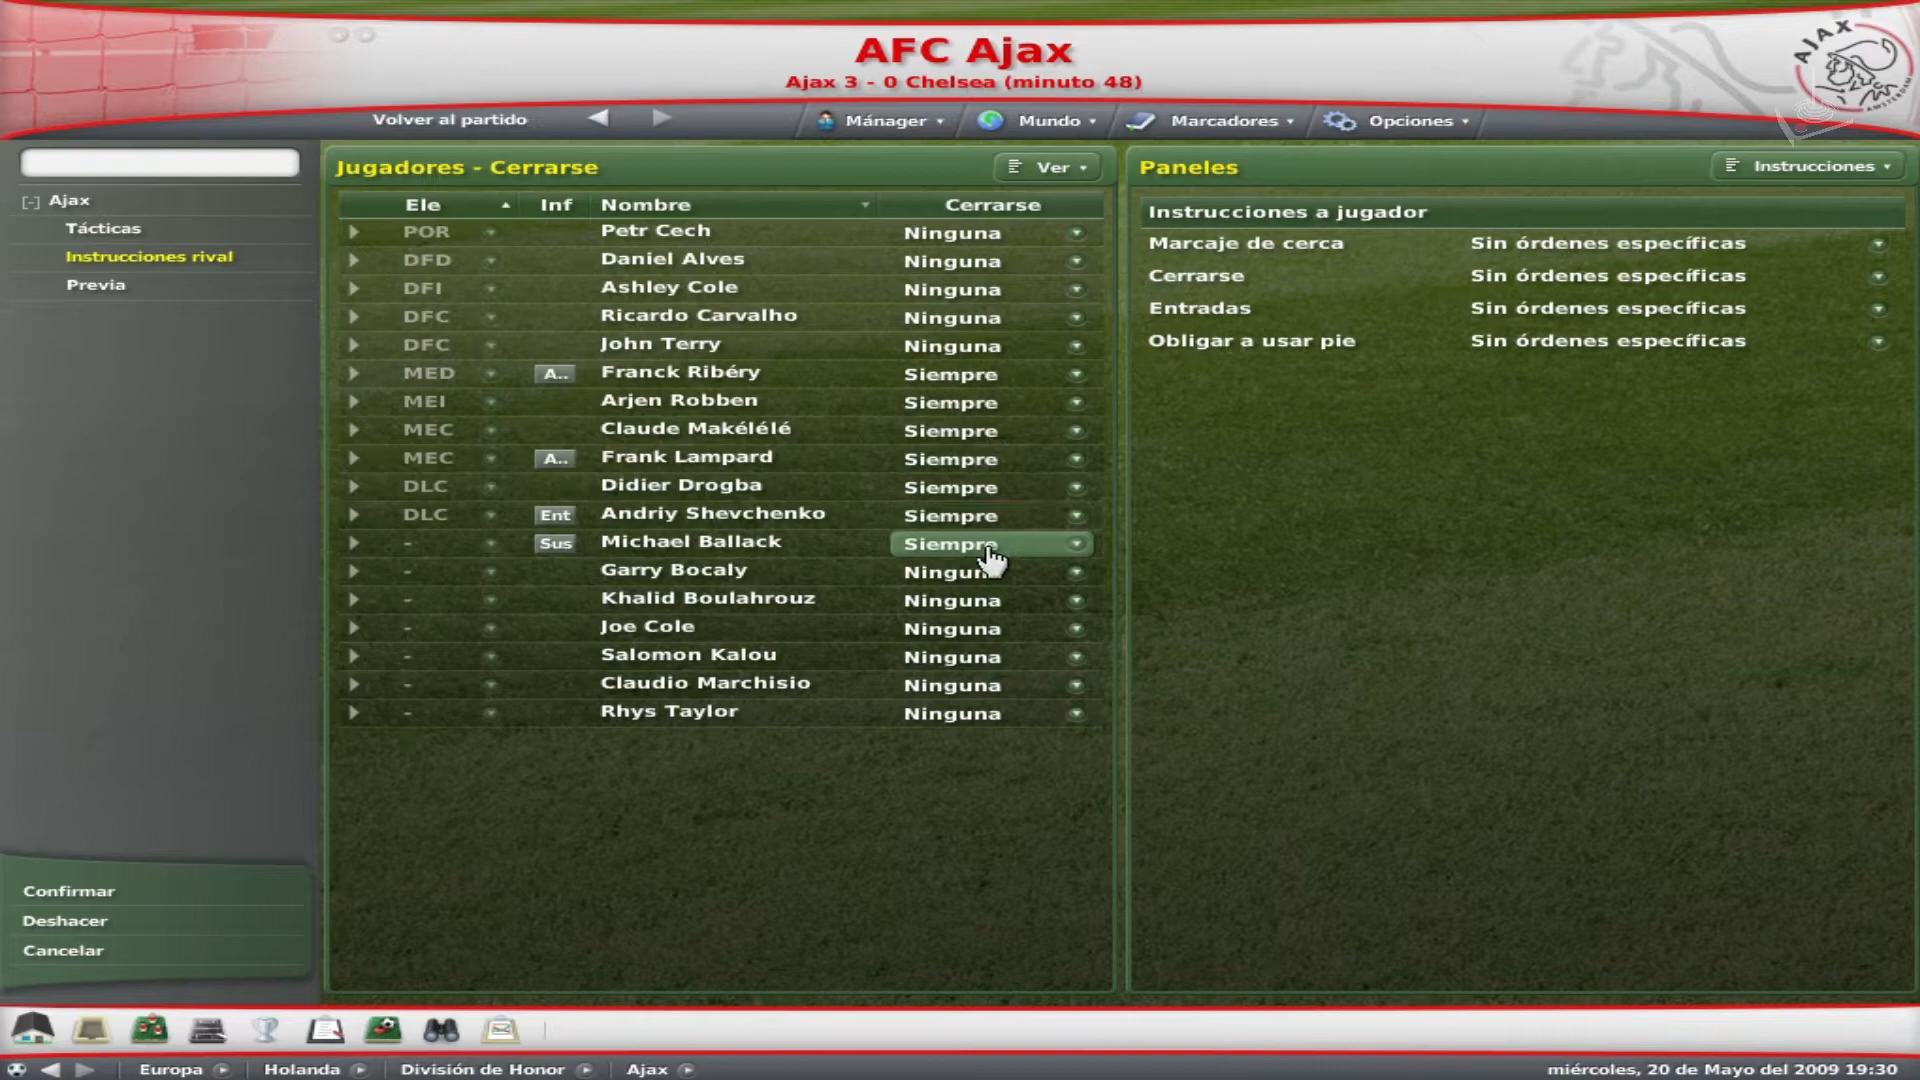 AFC Ajax
Ajax 3 - 0 Chelsea (minuto 48)
AJAX
AMSTERDAM
Volver al partido
Mánager
Mundo
Marcadores
Opciones
[-] Ajax
Tácticas
Instrucciones rival
Previa
Confirmar
Deshacer
Cancelar
Jugadores - Cerrarse
Ver
Ele Inf Nombre Cerrarse
POR Petr Cech Ninguna
DFD Daniel Alves Ninguna
DFI Ashley Cole Ninguna
DFC Ricardo Carvalho Ninguna
DFC John Terry Ninguna
MED A.. Franck Ribéry Siempre
MEI Arjen Robben Siempre
MEC Claude Makélélé Siempre
MEC A.. Frank Lampard Siempre
DLC Didier Drogba Siempre
DLC Ent Andriy Shevchenko Siempre
- Sus Michael Ballack Siempre
- Garry Bocaly Ninguna
- Khalid Boulahrouz Ninguna
- Joe Cole Ninguna
- Salomon Kalou Ninguna
- Claudio Marchisio Ninguna
- Rhys Taylor Ninguna
Paneles
Instrucciones
Instrucciones a jugador
Marcaje de cerca Sin órdenes específicas
Cerrarse Sin órdenes específicas
Entradas Sin órdenes específicas
Obligar a usar pie Sin órdenes específicas
Europa
Holanda
División de Honor
Ajax
miércoles, 20 de Mayo del 2009 19:30